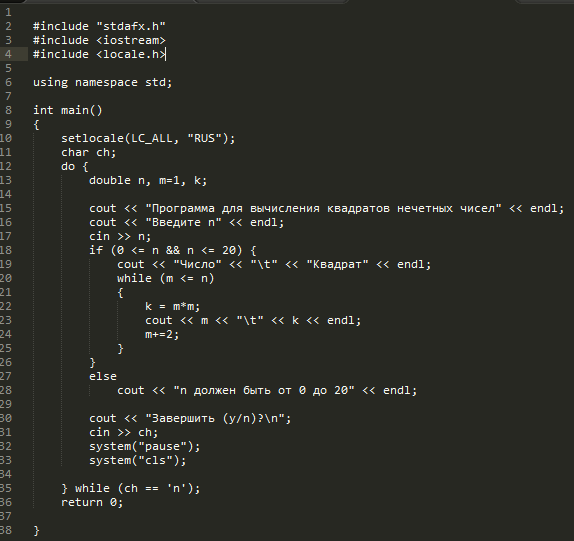 1
2 #include "stdafx.h"
3 #include <iostream>
4 #include <locale.h>
5
6 using namespace std;
7
8 int main()
9 {
10 setlocale(LC_ALL, "RUS");
11 char ch;
12 do {
13 double n, m=1, k;
14
15 cout << "Программа для вычисления квадратов нечетных чисел" << endl;
16 cout << "Введите n" << endl;
17 cin >> n;
18 if (0 <= n && n <= 20) {
19 cout << "Число" << "\t" << "Квадрат" << endl;
20 while (m <= n)
21 {
22 k = m*m;
23 cout << m << "\t" << k << endl;
24 m+=2;
25 }
26 }
27 else
28 cout << "n должен быть от 0 до 20" << endl;
29
30 cout << "Завершить (y/n)?\n";
31 cin >> ch;
32 system("pause");
33 system("cls");
34
35 } while (ch == 'n');
36 return 0;
37
38 }